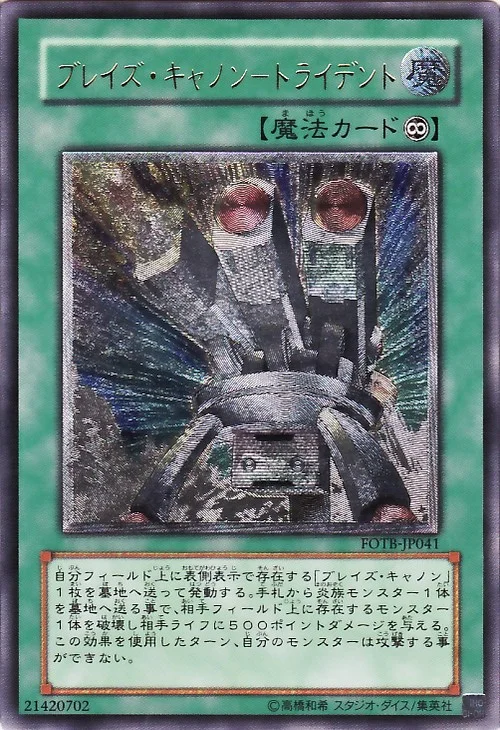 ブレイズ・キャノン－トライデント
魔
【魔法カード∞】
FOTB-JP041
自分フィールド上に表側表示で存在する「ブレイズ・キャノン」
1枚を墓地へ送って発動する。手札から炎族モンスター1体
を墓地へ送る事で、相手フィールド上に存在するモンスター
1体を破壊し相手ライフに500ポイントダメージを与える。
この効果を使用したターン、自分のモンスターは攻撃する事
ができない。
21420702
©高橋和希 スタジオ・ダイス/集英社